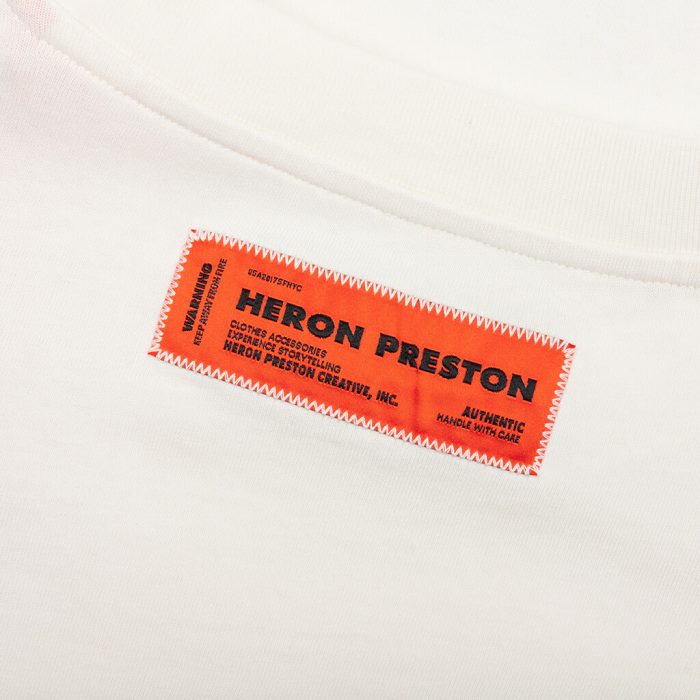 WARNING
KEEP AWAY FROM FIRE
USA2017SFNYC
HERON PRESTON
CLOTHES ACCESSORIES
EXPERIENCE STORYTELLING
HERON PRESTON CREATIVE, INC.
AUTHENTIC
HANDLE WITH CARE